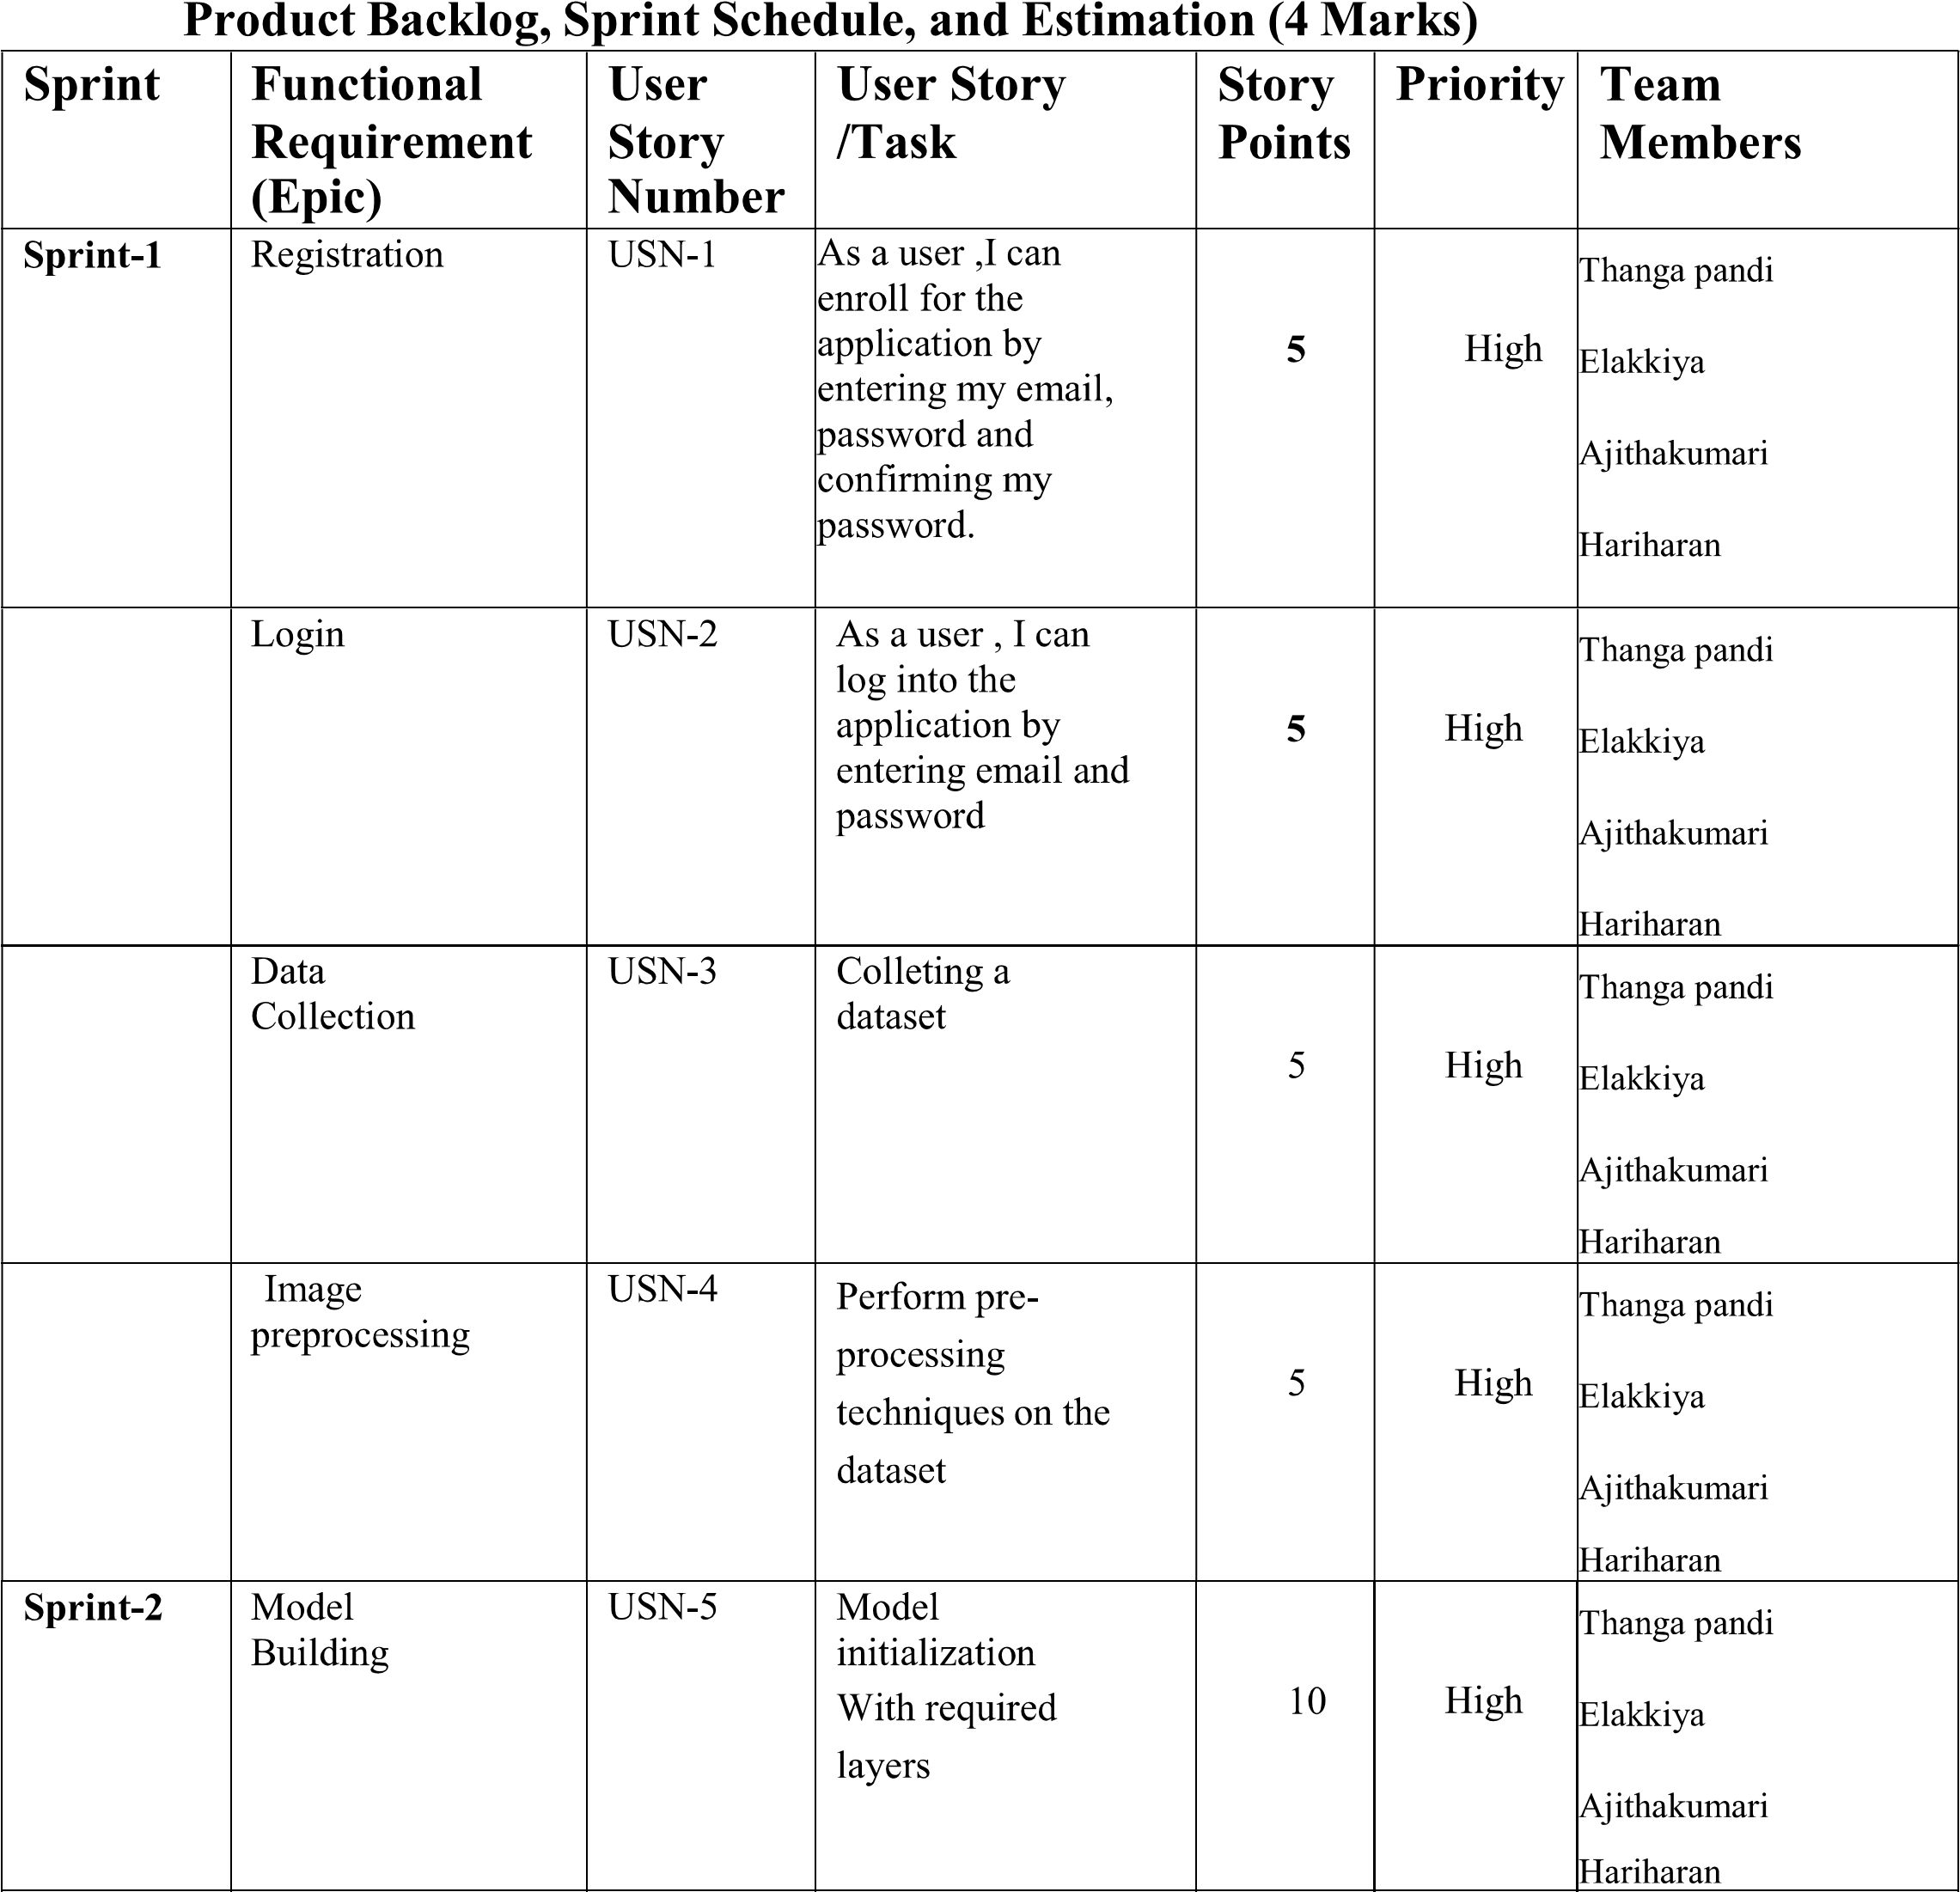 Product Backlog, Sprint Schedule, and Estimation (4 Marks)
Sprint
Functional
Requirement
(Epic)
User
Story
Number
User Story
/Task
Story
Points
Priority
Team
Members
Sprint-1
Registration
USN-1
As a user ,I can
enroll for the
application by
entering my email,
password and
confirming my
password.
5
High
Thanga pandi
Elakkiya
Ajithakumari
Hariharan
Login
USN-2
As a user , I can
log into the
application by
entering email and
password
5
High
Thanga pandi
Elakkiya
Ajithakumari
Hariharan
Data
Collection
USN-3
Colleting a
dataset
5
High
Thanga pandi
Elakkiya
Ajithakumari
Hariharan
Image
preprocessing
USN-4
Perform pre-
processing
techniques on the
dataset
5
High
Thanga pandi
Elakkiya
Ajithakumari
Hariharan
Sprint-2
Model
Building
USN-5
Model
initialization
With required
layers
10
High
Thanga pandi
Elakkiya
Ajithakumari
Hariharan